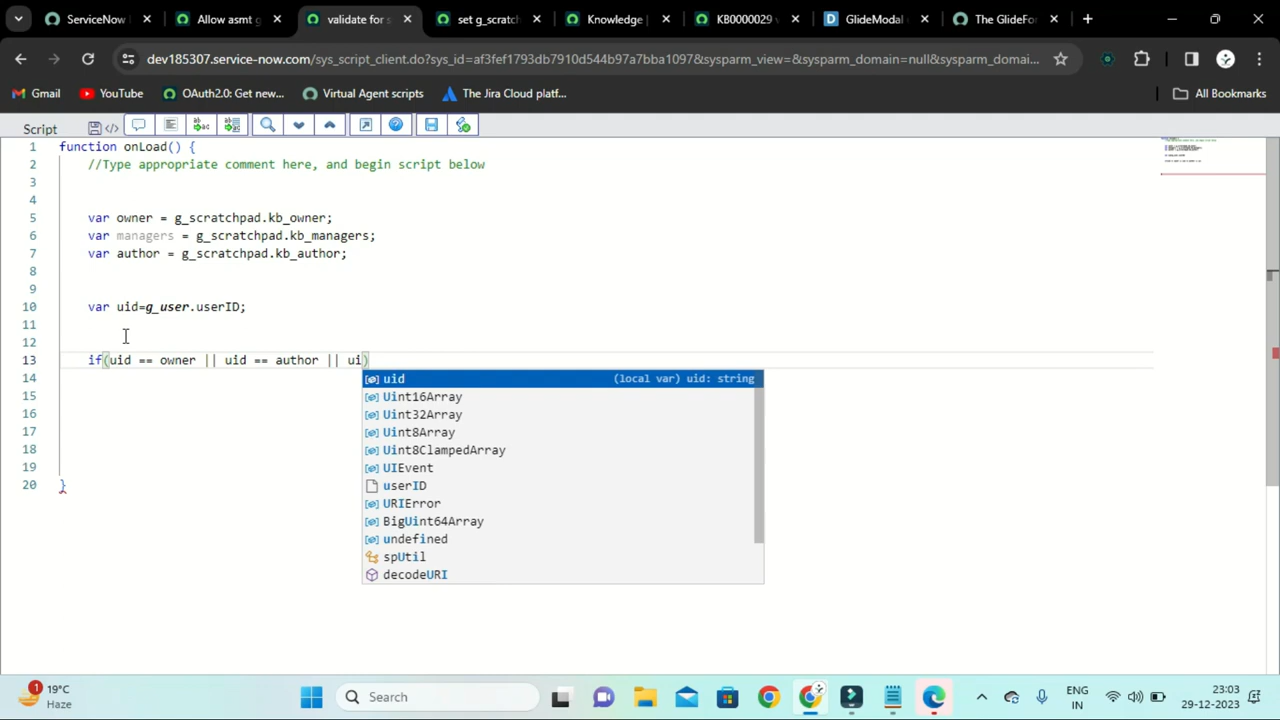 ServiceNow
Allow asmt g
validate for s
set g_scratch
Knowledge
KB0000029
GlideModal
The GlideFor
dev185307.service-now.com/sys_script_client.do?sys_id=af3fef1793db7910d544b97a7bba1097&sysparm_view=&sysparm_domain=null&sysparm_dom...
Gmail
YouTube
OAuth2.0: Get new...
Virtual Agent scripts
The Jira Cloud platf...
All Bookmarks
Script
1 function onLoad() {
2 //Type appropriate comment here, and begin script below
3
4
5 var owner = g_scratchpad.kb_owner;
6 var managers = g_scratchpad.kb_managers;
7 var author = g_scratchpad.kb_author;
8
9
10 var uid=g_user.userID;
11
12
13 if(uid == owner || uid == author || ui)
14
15
16
17
18
19
20 }
uid (local var) uid: string
Uint16Array
Uint32Array
Uint8Array
Uint8ClampedArray
UIEvent
userID
URIError
BigUint64Array
undefined
spUtil
decodeURI
1
19°C
Haze
Search
ENG
IN
23:03
29-12-2023